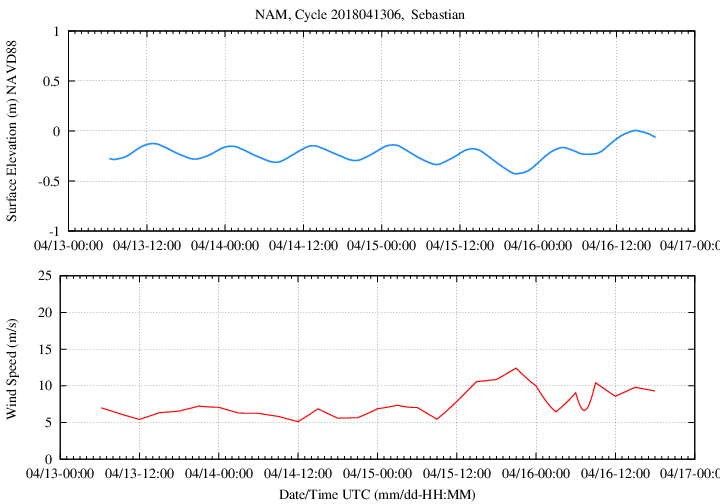 NAM, Cycle 2018041306,  Sebastian
Surface Elevation (m) NAVD88
1
0.5
0
-0.5
-1
04/13-00:00 04/13-12:00 04/14-00:00 04/14-12:00 04/15-00:00 04/15-12:00 04/16-00:00 04/16-12:00 04/17-00:0
Wind Speed (m/s)
25
20
15
10
5
0
04/13-00:00 04/13-12:00 04/14-00:00 04/14-12:00 04/15-00:00 04/15-12:00 04/16-00:00 04/16-12:00 04/17-00:0
Date/Time UTC (mm/dd-HH:MM)